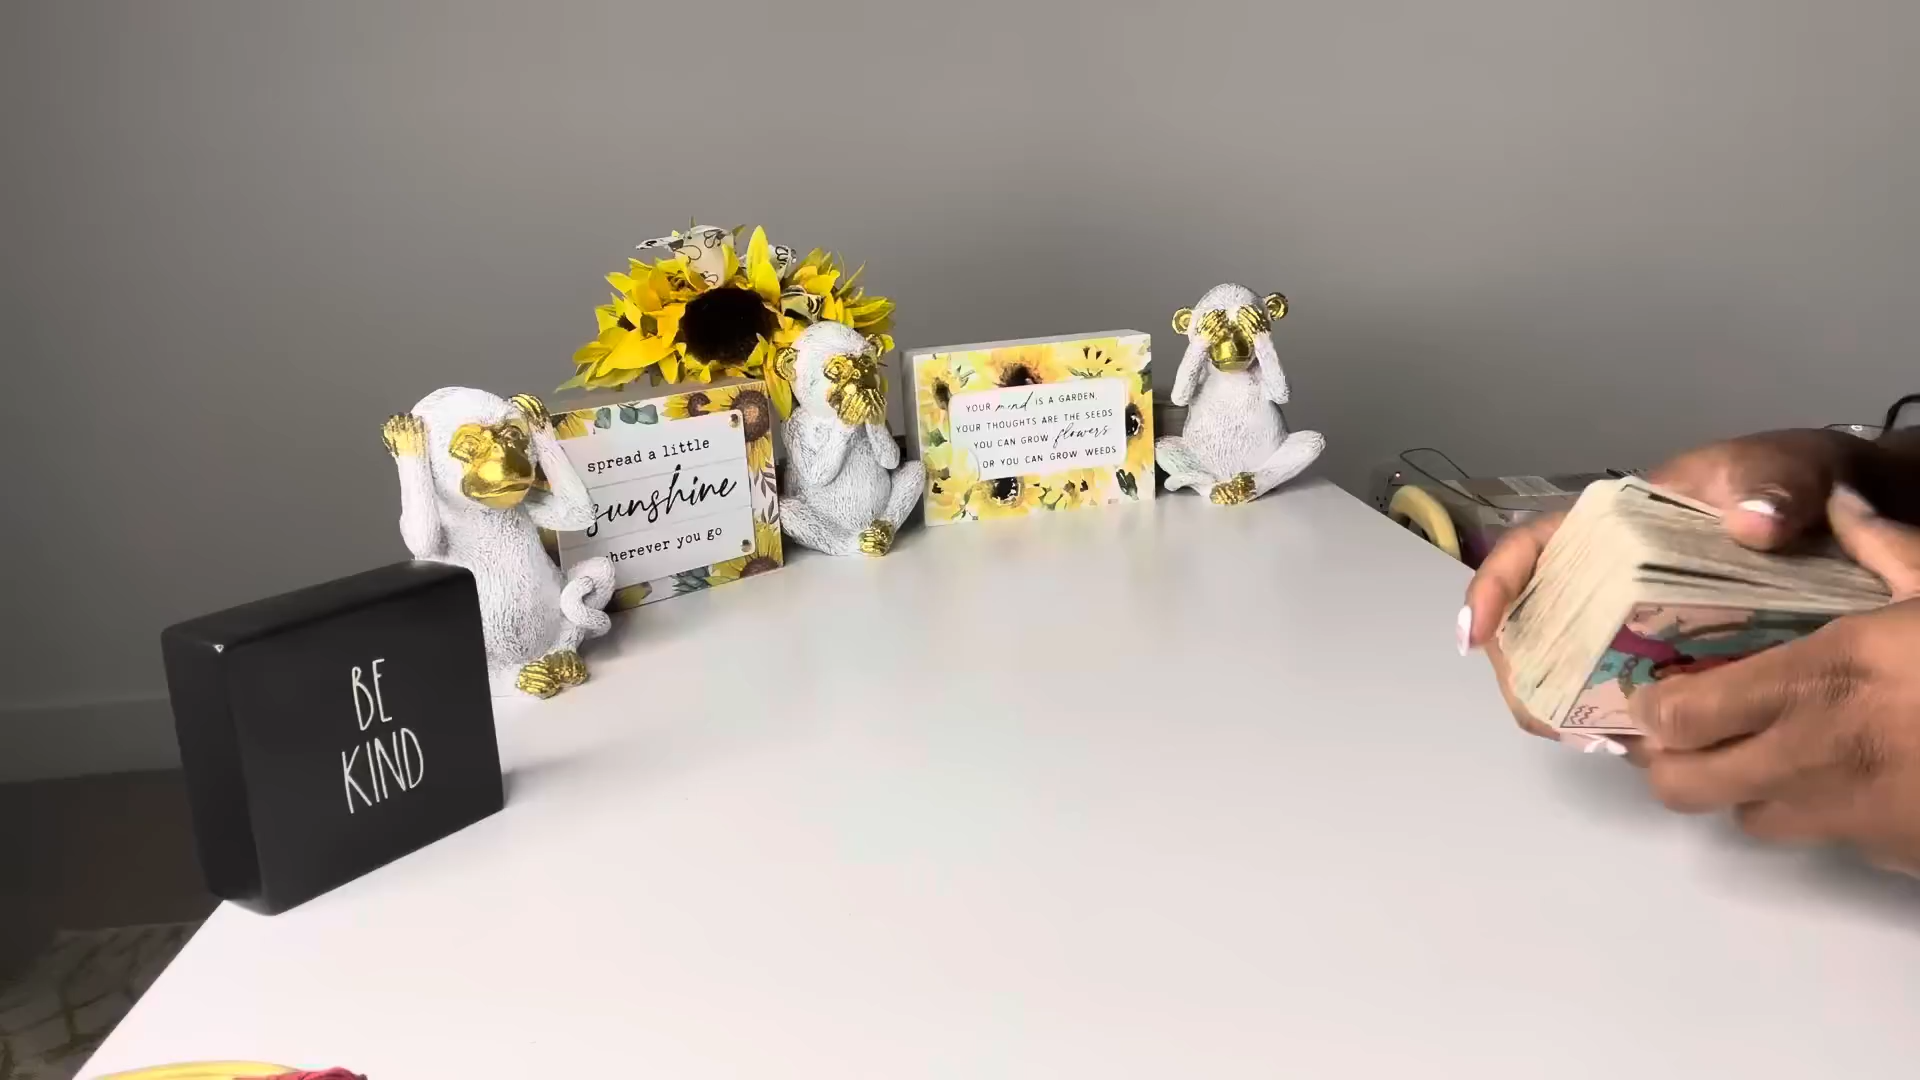 BE
KIND
spread a little
sunshine
wherever you go
YOUR mind IS A GARDEN,
YOUR THOUGHTS ARE THE SEEDS
YOU CAN GROW flowers
OR YOU CAN GROW WEEDS